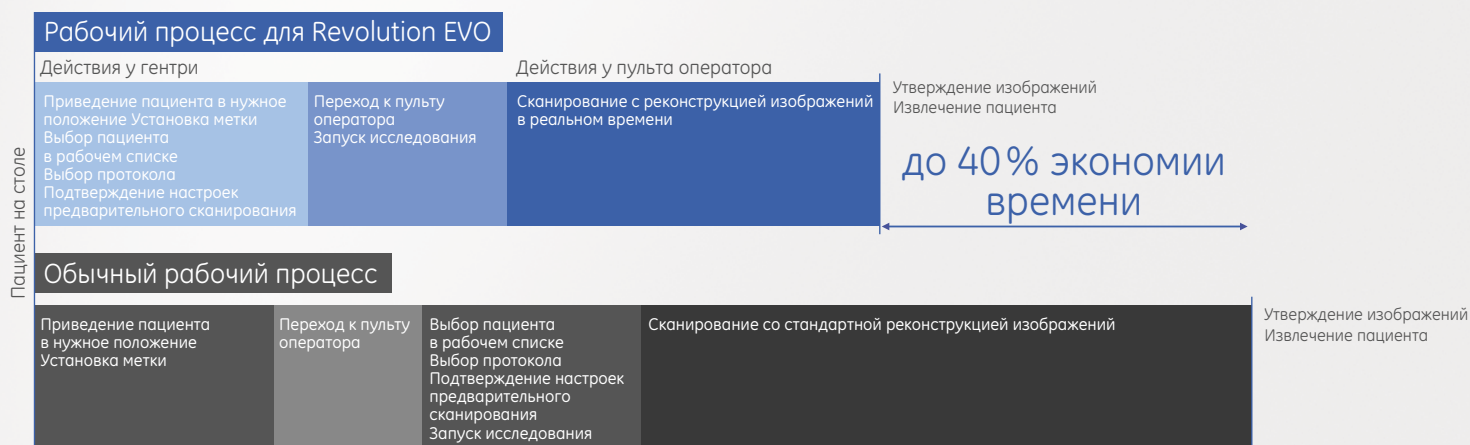 Рабочий процесс для Revolution EVO
Действия у гентри
Действия у пульта оператора
Приведение пациента в нужное
положение Установка метки
Выбор пациента
в рабочем списке
Выбор протокола
Подтверждение настроек
предварительного сканирования
Переход к пульту
оператора
Запуск исследования
Сканирование с реконструкцией изображений
в реальном времени
Утверждение изображений
Извлечение пациента
до 40 % экономии
времени
Пациент на столе
Обычный рабочий процесс
Приведение пациента
в нужное положение
Установка метки
Переход к пульту
оператора
Выбор пациента
в рабочем списке
Выбор протокола
Подтверждение настроек
предварительного
сканирования
Запуск исследования
Сканирование со стандартной реконструкцией изображений
Утверждение изображений
Извлечение пациента